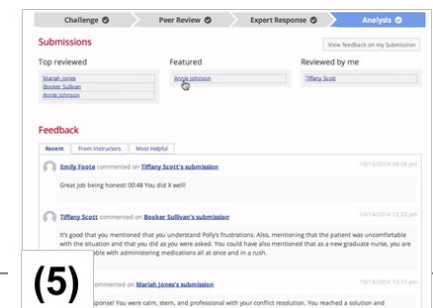 Challenge Peer Review Expert Response Analysis
Submissions
View feedback on my Submission
Top reviewed Featured Reviewed by me
Mariah Jones Annie Johnson Tiffany Scott
Booker Sullivan
Annie Johnson
Feedback
Recent From Instructors Most Helpful
Emily Foote commented on Tiffany Scott's submission 10/15/2014 08:58 pm
Great job being honest! 00:48 You did X well!
Tiffany Scott commented on Booker Sullivan's submission 10/14/2014 12:22 pm
It's good that you mentioned that you understand Polly's frustrations. Also, mentioning that the patient was uncomfortable
with the situation and that you did as you were asked. You could have also mentioned that as a new graduate nurse, you are
able with administering medications all at once and in a rush.
(5)
ommented on Mariah Jones's submission 10/14/2014 12:10 pm
sponse! You were calm, stern, and professional with your conflict resolution. You reached a solution and